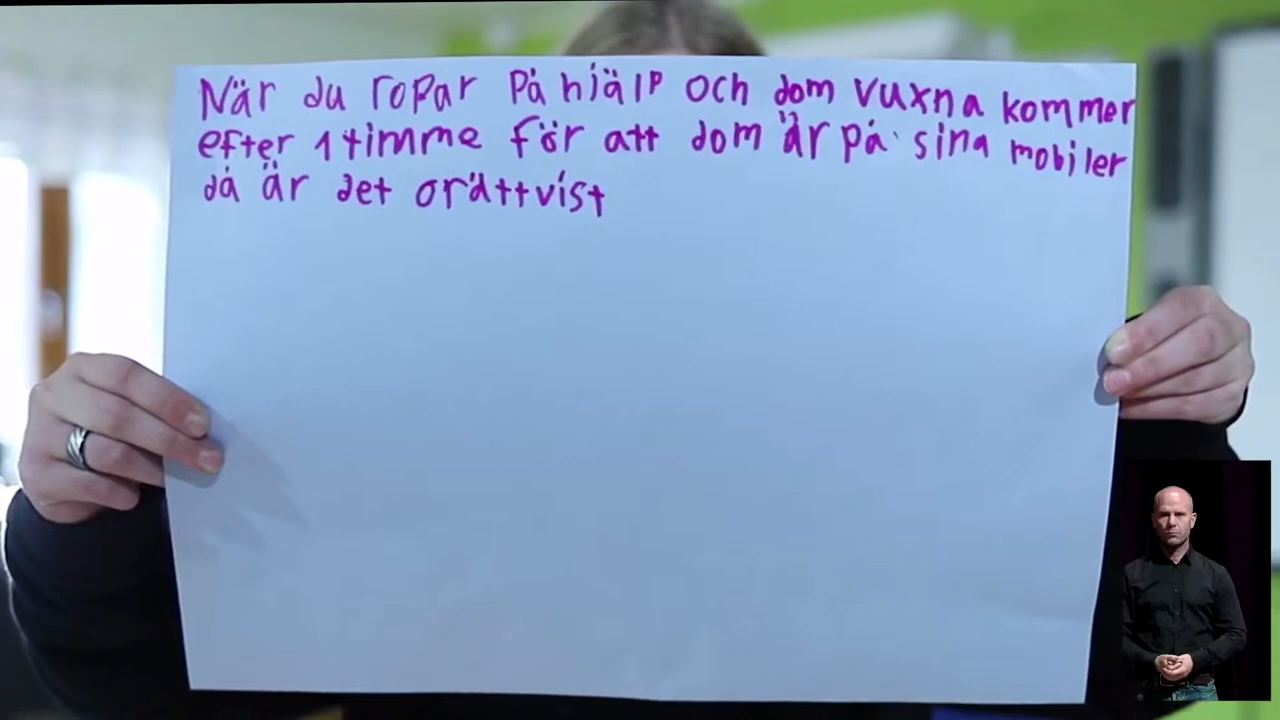 När du ropar på hjälp och dom vuxna kommer
efter 1 timme för att dom är på sina mobiler
då är det orättvist